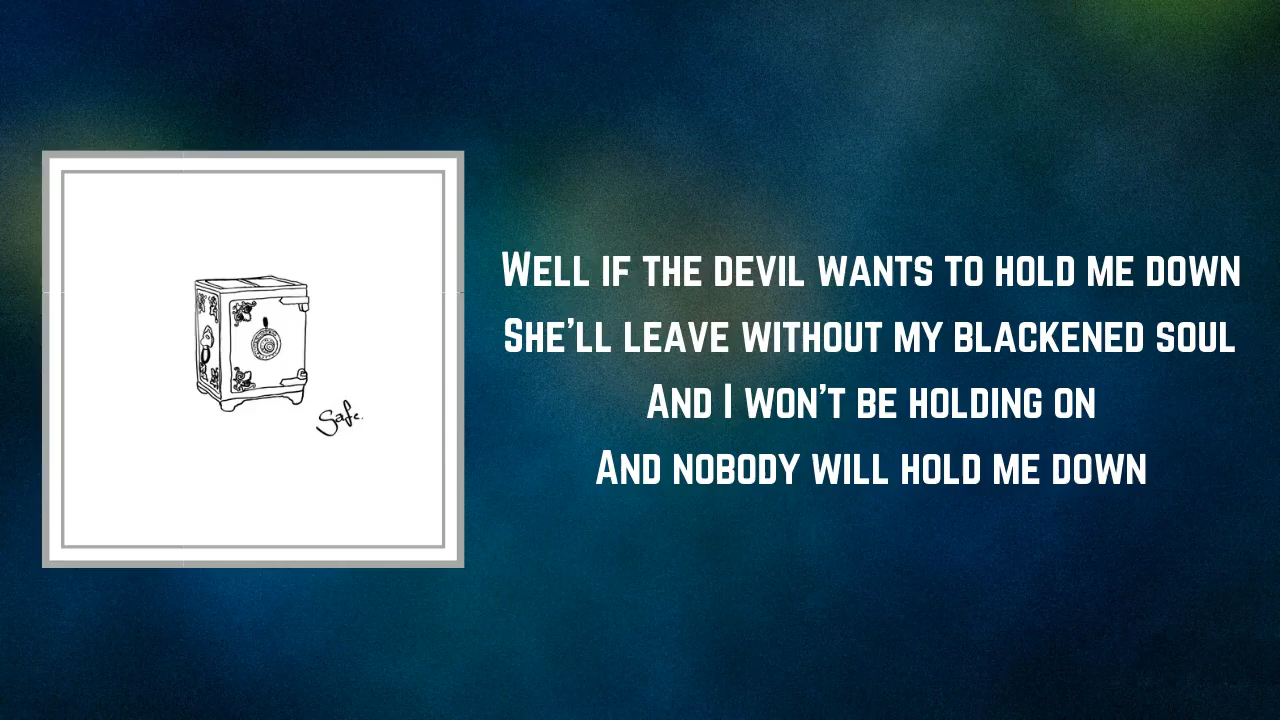 Safe.
Well if the devil wants to hold me down
She'll leave without my blackened soul
And I won't be holding on
And nobody will hold me down